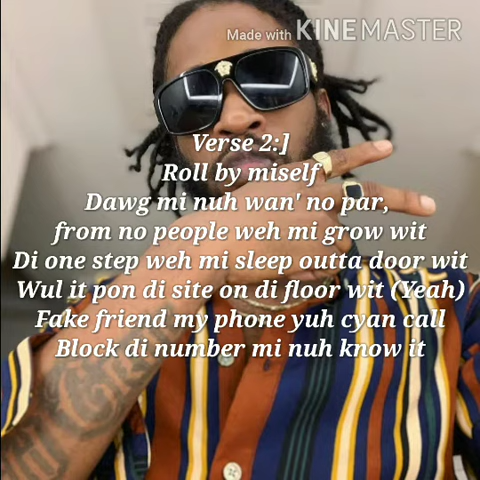 Made with KINEMASTER
Verse 2:]
Roll by miself
Dawg mi nuh wan' no par,
from no people weh mi grow wit
Di one step weh mi sleep outta door wit
Wul it pon di site on di floor wit (Yeah)
Fake friend my phone yuh cyan call
Block di number mi nuh know it